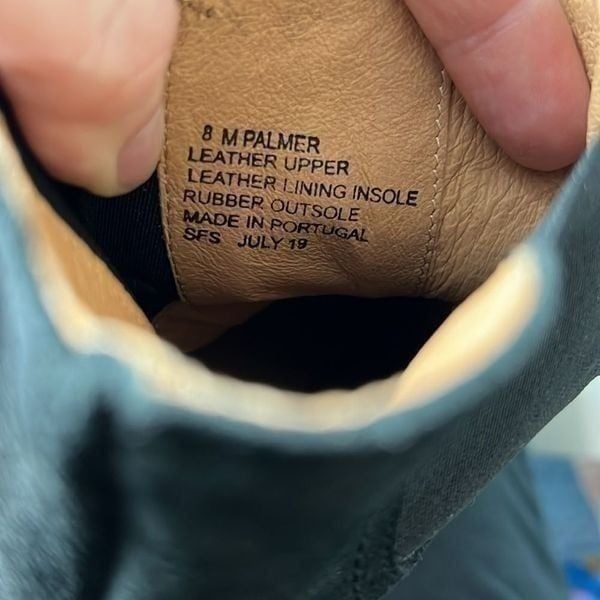 8 M PALMER
LEATHER UPPER
LEATHER LINING INSOLE
RUBBER OUTSOLE
MADE IN PORTUGAL
SFS JULY 19